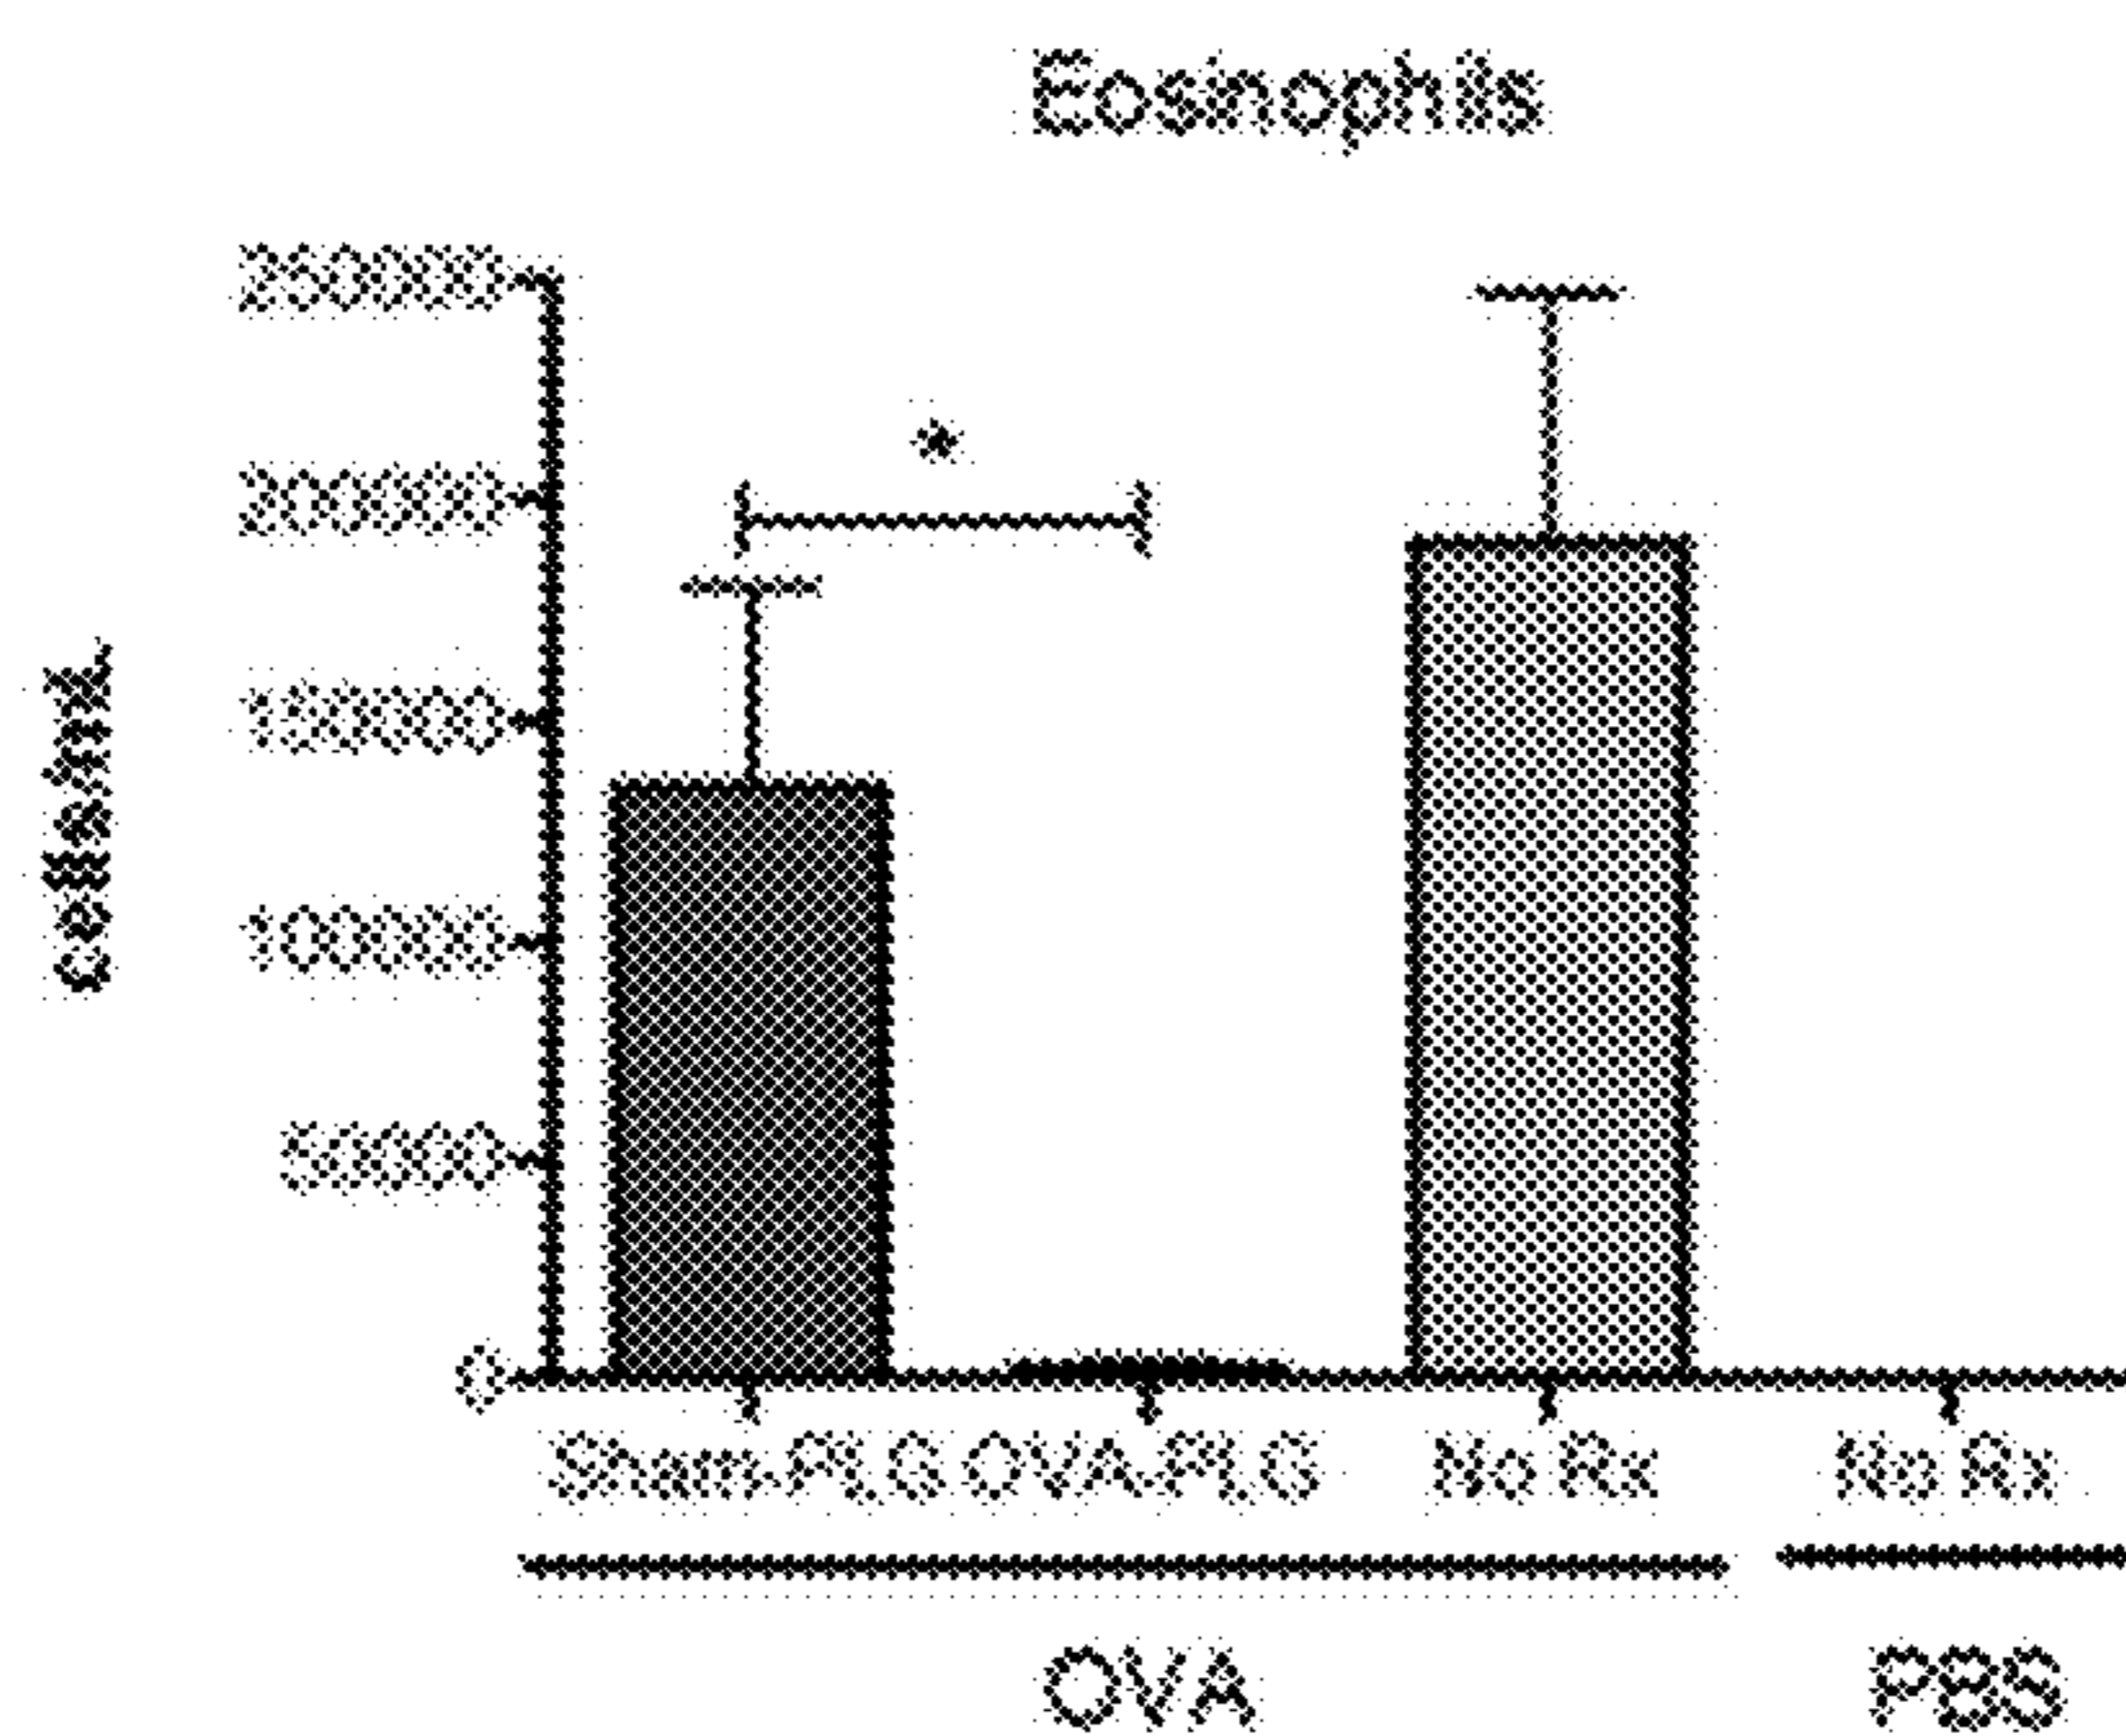 Eosinophils
cells/mL
250000
200000
150000
100000
50000
0
Sham-PLG OVA-PLG No Rx No Rx
OVA PBS
*